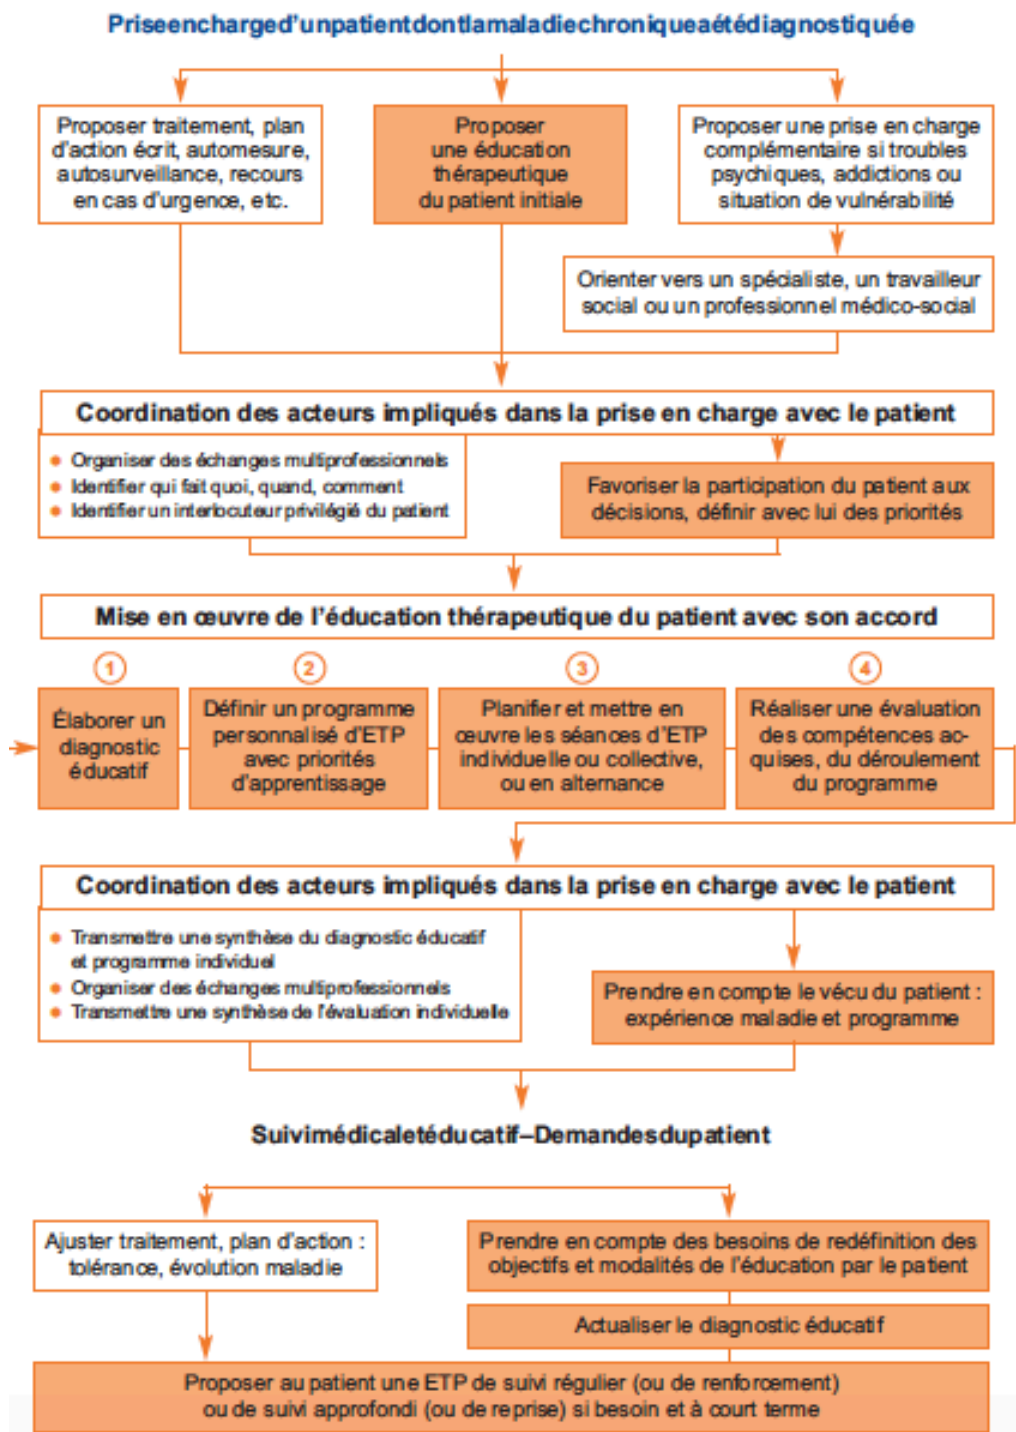 Priseencharged’unpatientdontlamaladiechroniqueaétédiagnostiquée
Proposer traitement, plan
d’action écrit, automesure,
autosurveillance, recours
en cas d’urgence, etc.
Proposer
une éducation
thérapeutique
du patient initiale
Proposer une prise en charge
complémentaire si troubles
psychiques, addictions ou
situation de vulnérabilité
Orienter vers un spécialiste, un travailleur
social ou un professionnel médico-social
Coordination des acteurs impliqués dans la prise en charge avec le patient
• Organiser des échanges multiprofessionnels
• Identifier qui fait quoi, quand, comment
• Identifier un interlocuteur privilégié du patient
Favoriser la participation du patient aux
décisions, définir avec lui des priorités
Mise en œuvre de l’éducation thérapeutique du patient avec son accord
1
Élaborer un
diagnostic
éducatif
2
Définir un programme
personnalisé d’ETP
avec priorités
d’apprentissage
3
Planifier et mettre en
œuvre les séances d’ETP
individuelle ou collective,
ou en alternance
4
Réaliser une évaluation
des compétences ac-
quises, du déroulement
du programme
Coordination des acteurs impliqués dans la prise en charge avec le patient
• Transmettre une synthèse du diagnostic éducatif
et programme individuel
• Organiser des échanges multiprofessionnels
• Transmettre une synthèse de l’évaluation individuelle
Prendre en compte le vécu du patient :
expérience maladie et programme
Suivimédicaletéducatif–Demandesdupatient
Ajuster traitement, plan d’action :
tolérance, évolution maladie
Prendre en compte des besoins de redéfinition des
objectifs et modalités de l’éducation par le patient
Actualiser le diagnostic éducatif
Proposer au patient une ETP de suivi régulier (ou de renforcement)
ou de suivi approfondi (ou de reprise) si besoin et à court terme